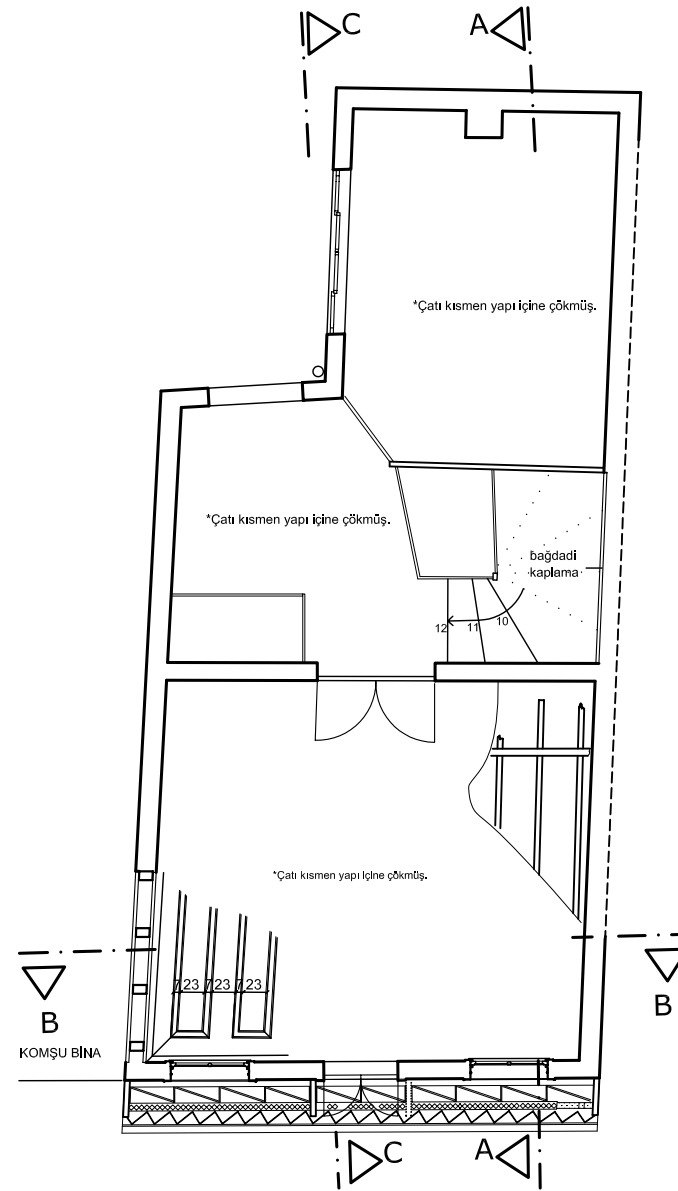 C
A
*Çatı kısmen yapı içine çökmüş.
*Çatı kısmen yapı içine çökmüş.
bağdadi
kaplama
12
11
10
*Çatı kısmen yapı içine çökmüş.
7,23 7,23 7,23
B
B
KOMŞU BİNA
C
A